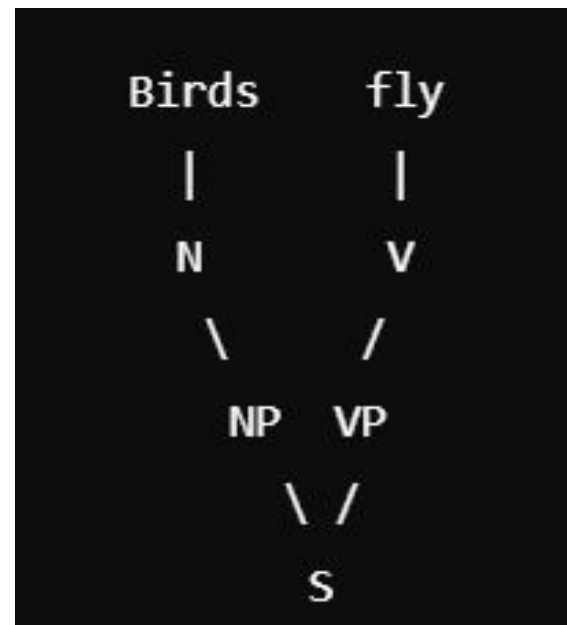 Birds fly
| |
N V
\ /
NP VP
\ /
S